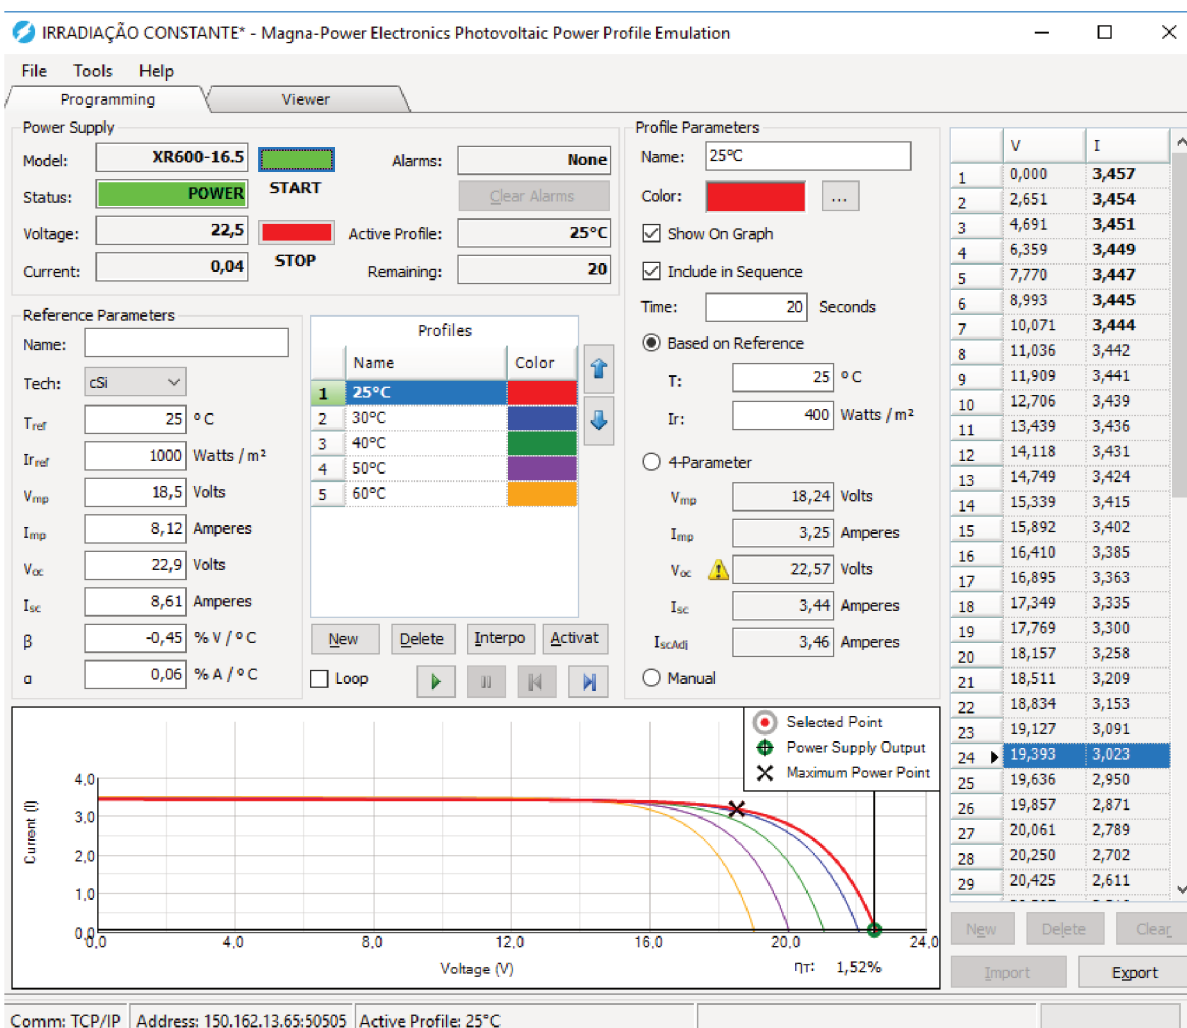 IRRADIAÇÃO CONSTANTE* - Magna-Power Electronics Photovoltaic Power Profile Emulation
File Tools Help
Programming Viewer
Power Supply
Model: XR600-16.5 Alarms: None
Status: POWER START Clear Alarms
Voltage: 22,5 Active Profile: 25°C
Current: 0,04 STOP Remaining: 20
Reference Parameters
Name:
Tech: cSi
Tref 25 °C
Irref 1000 Watts / m²
Vmp 18,5 Volts
Imp 8,12 Amperes
Voc 22,9 Volts
Isc 8,61 Amperes
β -0,45 % V / °C
α 0,06 % A / °C
Profiles
Name Color
1 25°C
2 30°C
3 40°C
4 50°C
5 60°C
New Delete Interpo Activat
Loop
Profile Parameters
Name: 25°C
Color: ...
Show On Graph
Include in Sequence
Time: 20 Seconds
Based on Reference
T: 25 °C
Ir: 400 Watts / m²
4-Parameter
Vmp 18,24 Volts
Imp 3,25 Amperes
Voc 22,57 Volts
Isc 3,44 Amperes
IscAdj 3,46 Amperes
Manual
V I
1 0,000 3,457
2 2,651 3,454
3 4,691 3,451
4 6,359 3,449
5 7,770 3,447
6 8,993 3,445
7 10,071 3,444
8 11,036 3,442
9 11,909 3,441
10 12,706 3,439
11 13,439 3,436
12 14,118 3,431
13 14,749 3,424
14 15,339 3,415
15 15,892 3,402
16 16,410 3,385
17 16,895 3,363
18 17,349 3,335
19 17,769 3,300
20 18,157 3,258
21 18,511 3,209
22 18,834 3,153
23 19,127 3,091
24 19,393 3,023
25 19,636 2,950
26 19,857 2,871
27 20,061 2,789
28 20,250 2,702
29 20,425 2,611
New Delete Clear
Import Export
Selected Point
Power Supply Output
Maximum Power Point
Current (I)
4,0
3,0
2,0
1,0
0,0
0,0 4,0 8,0 12,0 16,0 20,0 24,0
Voltage (V)
ηT: 1,52%
Comm: TCP/IP Address: 150.162.13.65:50505 Active Profile: 25°C